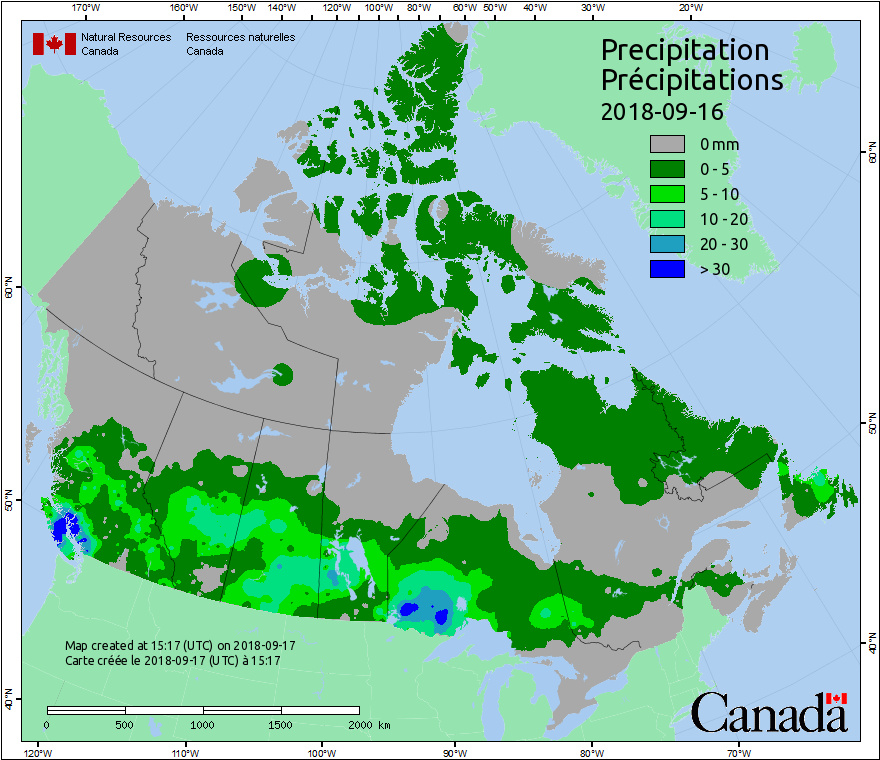 170°W 160°W 150°W 140°W 120°W 100°W 80°W 60°W 50°W 40°W 30°W 20°W
Natural Resources Ressources naturelles
Canada Canada
Precipitation
Précipitations
2018-09-16
0 mm
0 - 5
5 - 10
10 - 20
20 - 30
> 30
60°N 60°N
50°N 50°N
40°N 40°N
Map created at 15:17 (UTC) on 2018-09-17
Carte créée le 2018-09-17 (UTC) à 15:17
0 500 1000 1500 2000 km
Canada
120°W 110°W 100°W 90°W 80°W 70°W